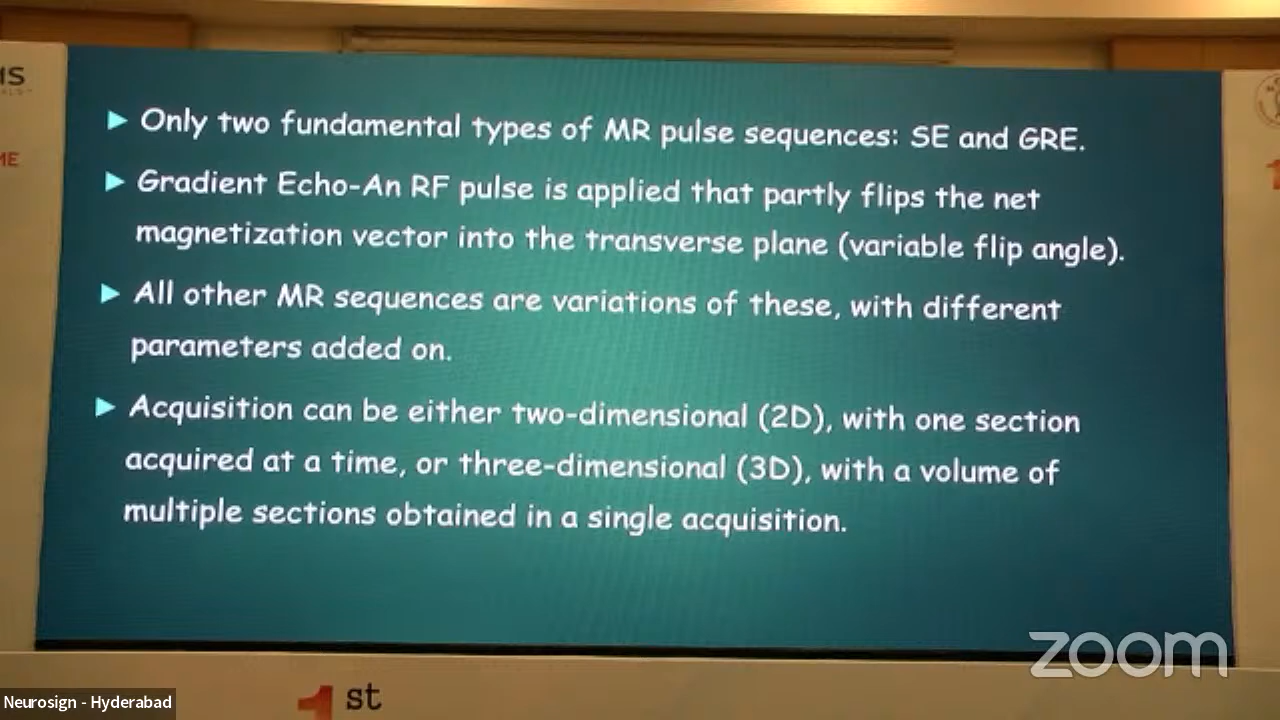 ► Only two fundamental types of MR pulse sequences: SE and GRE.
► Gradient Echo-An RF pulse is applied that partly flips the net
magnetization vector into the transverse plane (variable flip angle).
► All other MR sequences are variations of these, with different
parameters added on.
► Acquisition can be either two-dimensional (2D), with one section
acquired at a time, or three-dimensional (3D), with a volume of
multiple sections obtained in a single acquisition.
zoom
Neurosign - Hyderabad
1st